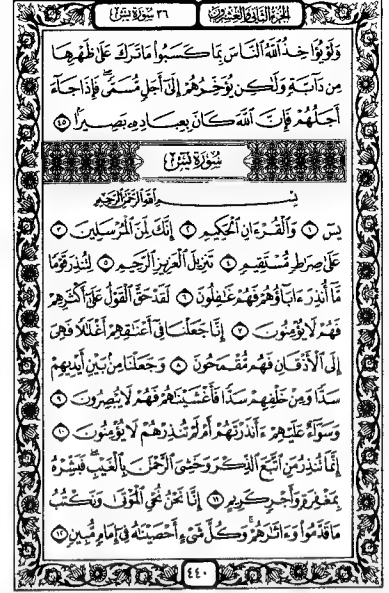 الجزء الثاني والعشرون
٣٦ سورة يس
وَلَوْ يُؤَاخِذُ ٱللَّهُ ٱلنَّاسَ بِمَا كَسَبُوا۟ مَا تَرَكَ عَلَىٰ ظَهْرِهَا
مِن دَآبَّةٍ وَلَٰكِن يُؤَخِّرُهُمْ إِلَىٰٓ أَجَلٍ مُّسَمًّى ۖ فَإِذَا جَآءَ
أَجَلُهُمْ فَإِنَّ ٱللَّهَ كَانَ بِعِبَادِهِۦ بَصِيرًۢا ٤٥
سُورَةُ يسٓ
بِسْمِ ٱللَّهِ ٱلرَّحْمَٰنِ ٱلرَّحِيمِ
يسٓ ١ وَٱلْقُرْءَانِ ٱلْحَكِيمِ ٢ إِنَّكَ لَمِنَ ٱلْمُرْسَلِينَ ٣
عَلَىٰ صِرَٰطٍ مُّسْتَقِيمٍ ٤ تَنزِيلَ ٱلْعَزِيزِ ٱلرَّحِيمِ ٥ لِتُنذِرَ قَوْمًا
مَّآ أُنذِرَ ءَابَآؤُهُمْ فَهُمْ غَٰفِلُونَ ٦ لَقَدْ حَقَّ ٱلْقَوْلُ عَلَىٰٓ أَكْثَرِهِمْ
فَهُمْ لَا يُؤْمِنُونَ ٧ إِنَّا جَعَلْنَا فِىٓ أَعْنَٰقِهِمْ أَغْلَٰلًا فَهِىَ
إِلَى ٱلْأَذْقَانِ فَهُم مُّقْمَحُونَ ٨ وَجَعَلْنَا مِنۢ بَيْنِ أَيْدِيهِمْ
سَدًّا وَمِنْ خَلْفِهِمْ سَدًّا فَأَغْشَيْنَٰهُمْ فَهُمْ لَا يُبْصِرُونَ ٩
وَسَوَآءٌ عَلَيْهِمْ ءَأَنذَرْتَهُمْ أَمْ لَمْ تُنذِرْهُمْ لَا يُؤْمِنُونَ ١٠
إِنَّمَا تُنذِرُ مَنِ ٱتَّبَعَ ٱلذِّكْرَ وَخَشِىَ ٱلرَّحْمَٰنَ بِٱلْغَيْبِ ۖ فَبَشِّرْهُ
بِمَغْفِرَةٍ وَأَجْرٍ كَرِيمٍ ١١ إِنَّا نَحْنُ نُحْىِ ٱلْمَوْتَىٰ وَنَكْتُبُ
مَا قَدَّمُوا۟ وَءَاثَٰرَهُمْ ۚ وَكُلَّ شَىْءٍ أَحْصَيْنَٰهُ فِىٓ إِمَامٍ مُّبِينٍ ١٢
٤٤٠